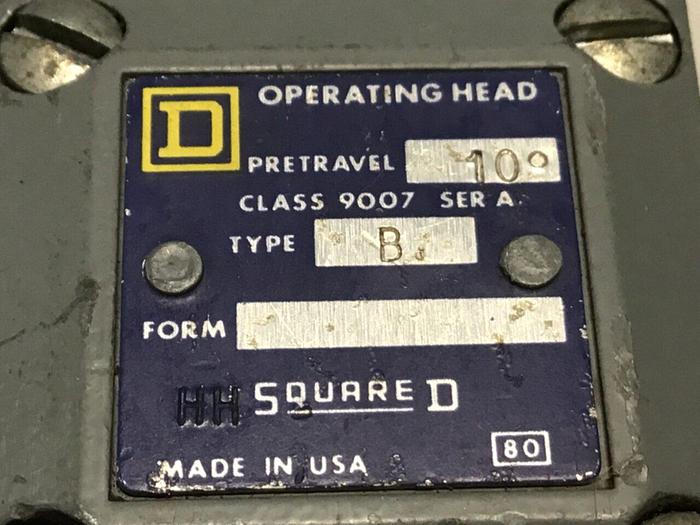 D OPERATING HEAD
PRETRAVEL 10°
CLASS 9007 SER A
TYPE B
FORM
HH SQUARE D
MADE IN USA 80